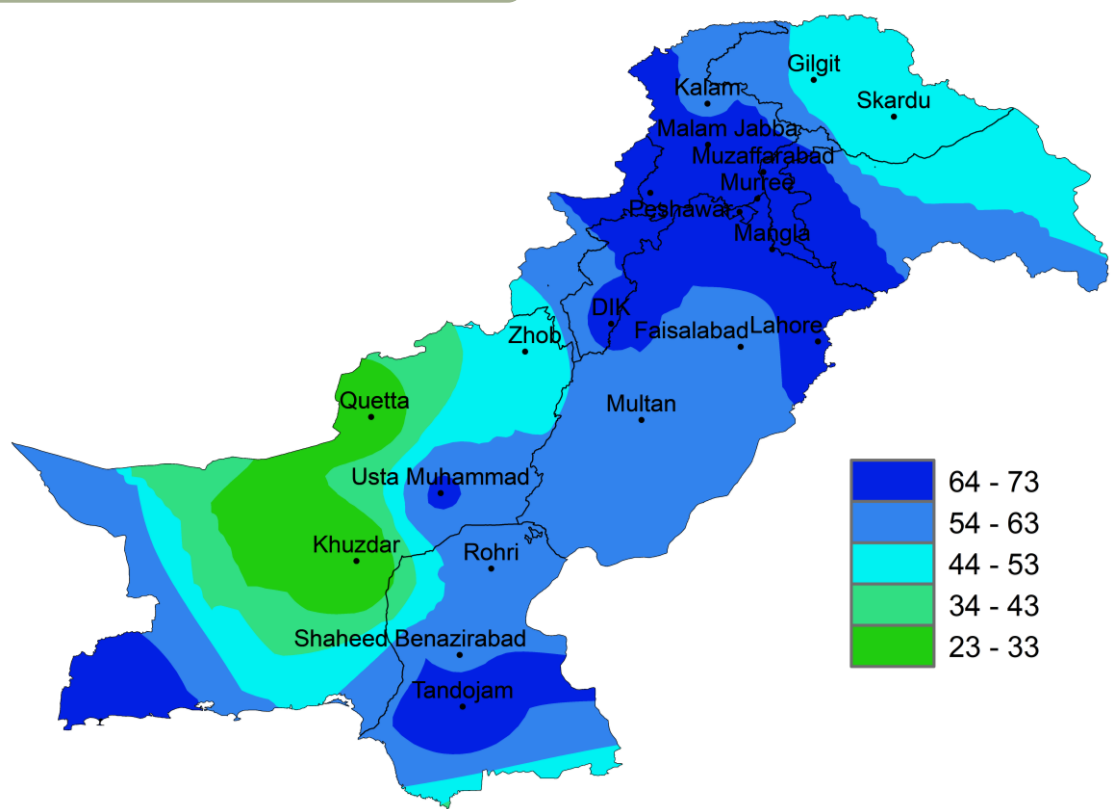 Gilgit
Kalam
Skardu
Malam Jabba
Muzaffarabad
Murree
Peshawar
Mangla
DIK
Faisalabad
Lahore
Zhob
Quetta
Multan
Usta Muhammad
Khuzdar
Rohri
Shaheed Benazirabad
Tandojam
64 - 73
54 - 63
44 - 53
34 - 43
23 - 33